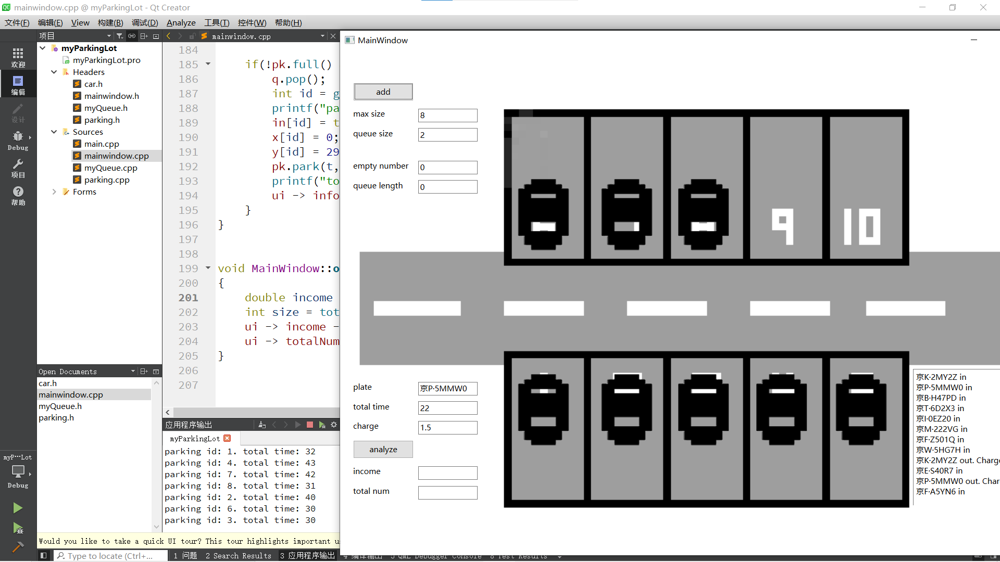 mainwindow.cpp @ myParkingLot - Qt Creator
文件(F) 编辑(E) View 构建(B) 调试(D) Analyze 工具(T) 控件(W) 帮助(H)
项目
mainwindow.cpp
欢迎
编辑
设计
Debug
项目
帮助
myParkingLot
myParkingLot.pro
Headers
car.h
mainwindow.h
myQueue.h
parking.h
Sources
main.cpp
mainwindow.cpp
myQueue.cpp
parking.cpp
Forms
Open Documents
car.h
mainwindow.cpp
myQueue.h
parking.h
184
185 if(!pk.full()
186 q.pop();
187 int id = g
188 printf("pa
189 in[id] = t
190 x[id] = 0;
191 y[id] = 29
192 pk.park(t,
193 printf("to
194 ui -> info
195 }
196 }
197
198
199 void MainWindow::o
200 {
201 double income
202 int size = tot
203 ui -> income -
204 ui -> totalNum
205 }
206
207
应用程序输出
myParkingLot
parking id: 1. total time: 32
parking id: 4. total time: 43
parking id: 7. total time: 42
parking id: 8. total time: 31
parking id: 2. total time: 40
parking id: 6. total time: 30
parking id: 3. total time: 30
myP…Lot
Debug
Would you like to take a quick UI tour? This tour highlights important u
Type to locate (Ctrl+...
1 问题 2 Search Results 3 应用程序输出 4 编译输出 5 QML Debugger Console 8 Test Results
MainWindow
add
max size 8
queue size 2
empty number 0
queue length 0
9 10
plate 京P·5MMW0
total time 22
charge 1.5
analyze
income
total num
京K·2MY2Z in
京P·5MMW0 in
京B·H47PD in
京T·6D2X3 in
京I·0EZ20 in
京M·222VG in
京F·Z501Q in
京W·5HG7H in
京K·2MY2Z out. Charge
京E·S40R7 in
京P·5MMW0 out. Char
京F·A5YN6 in